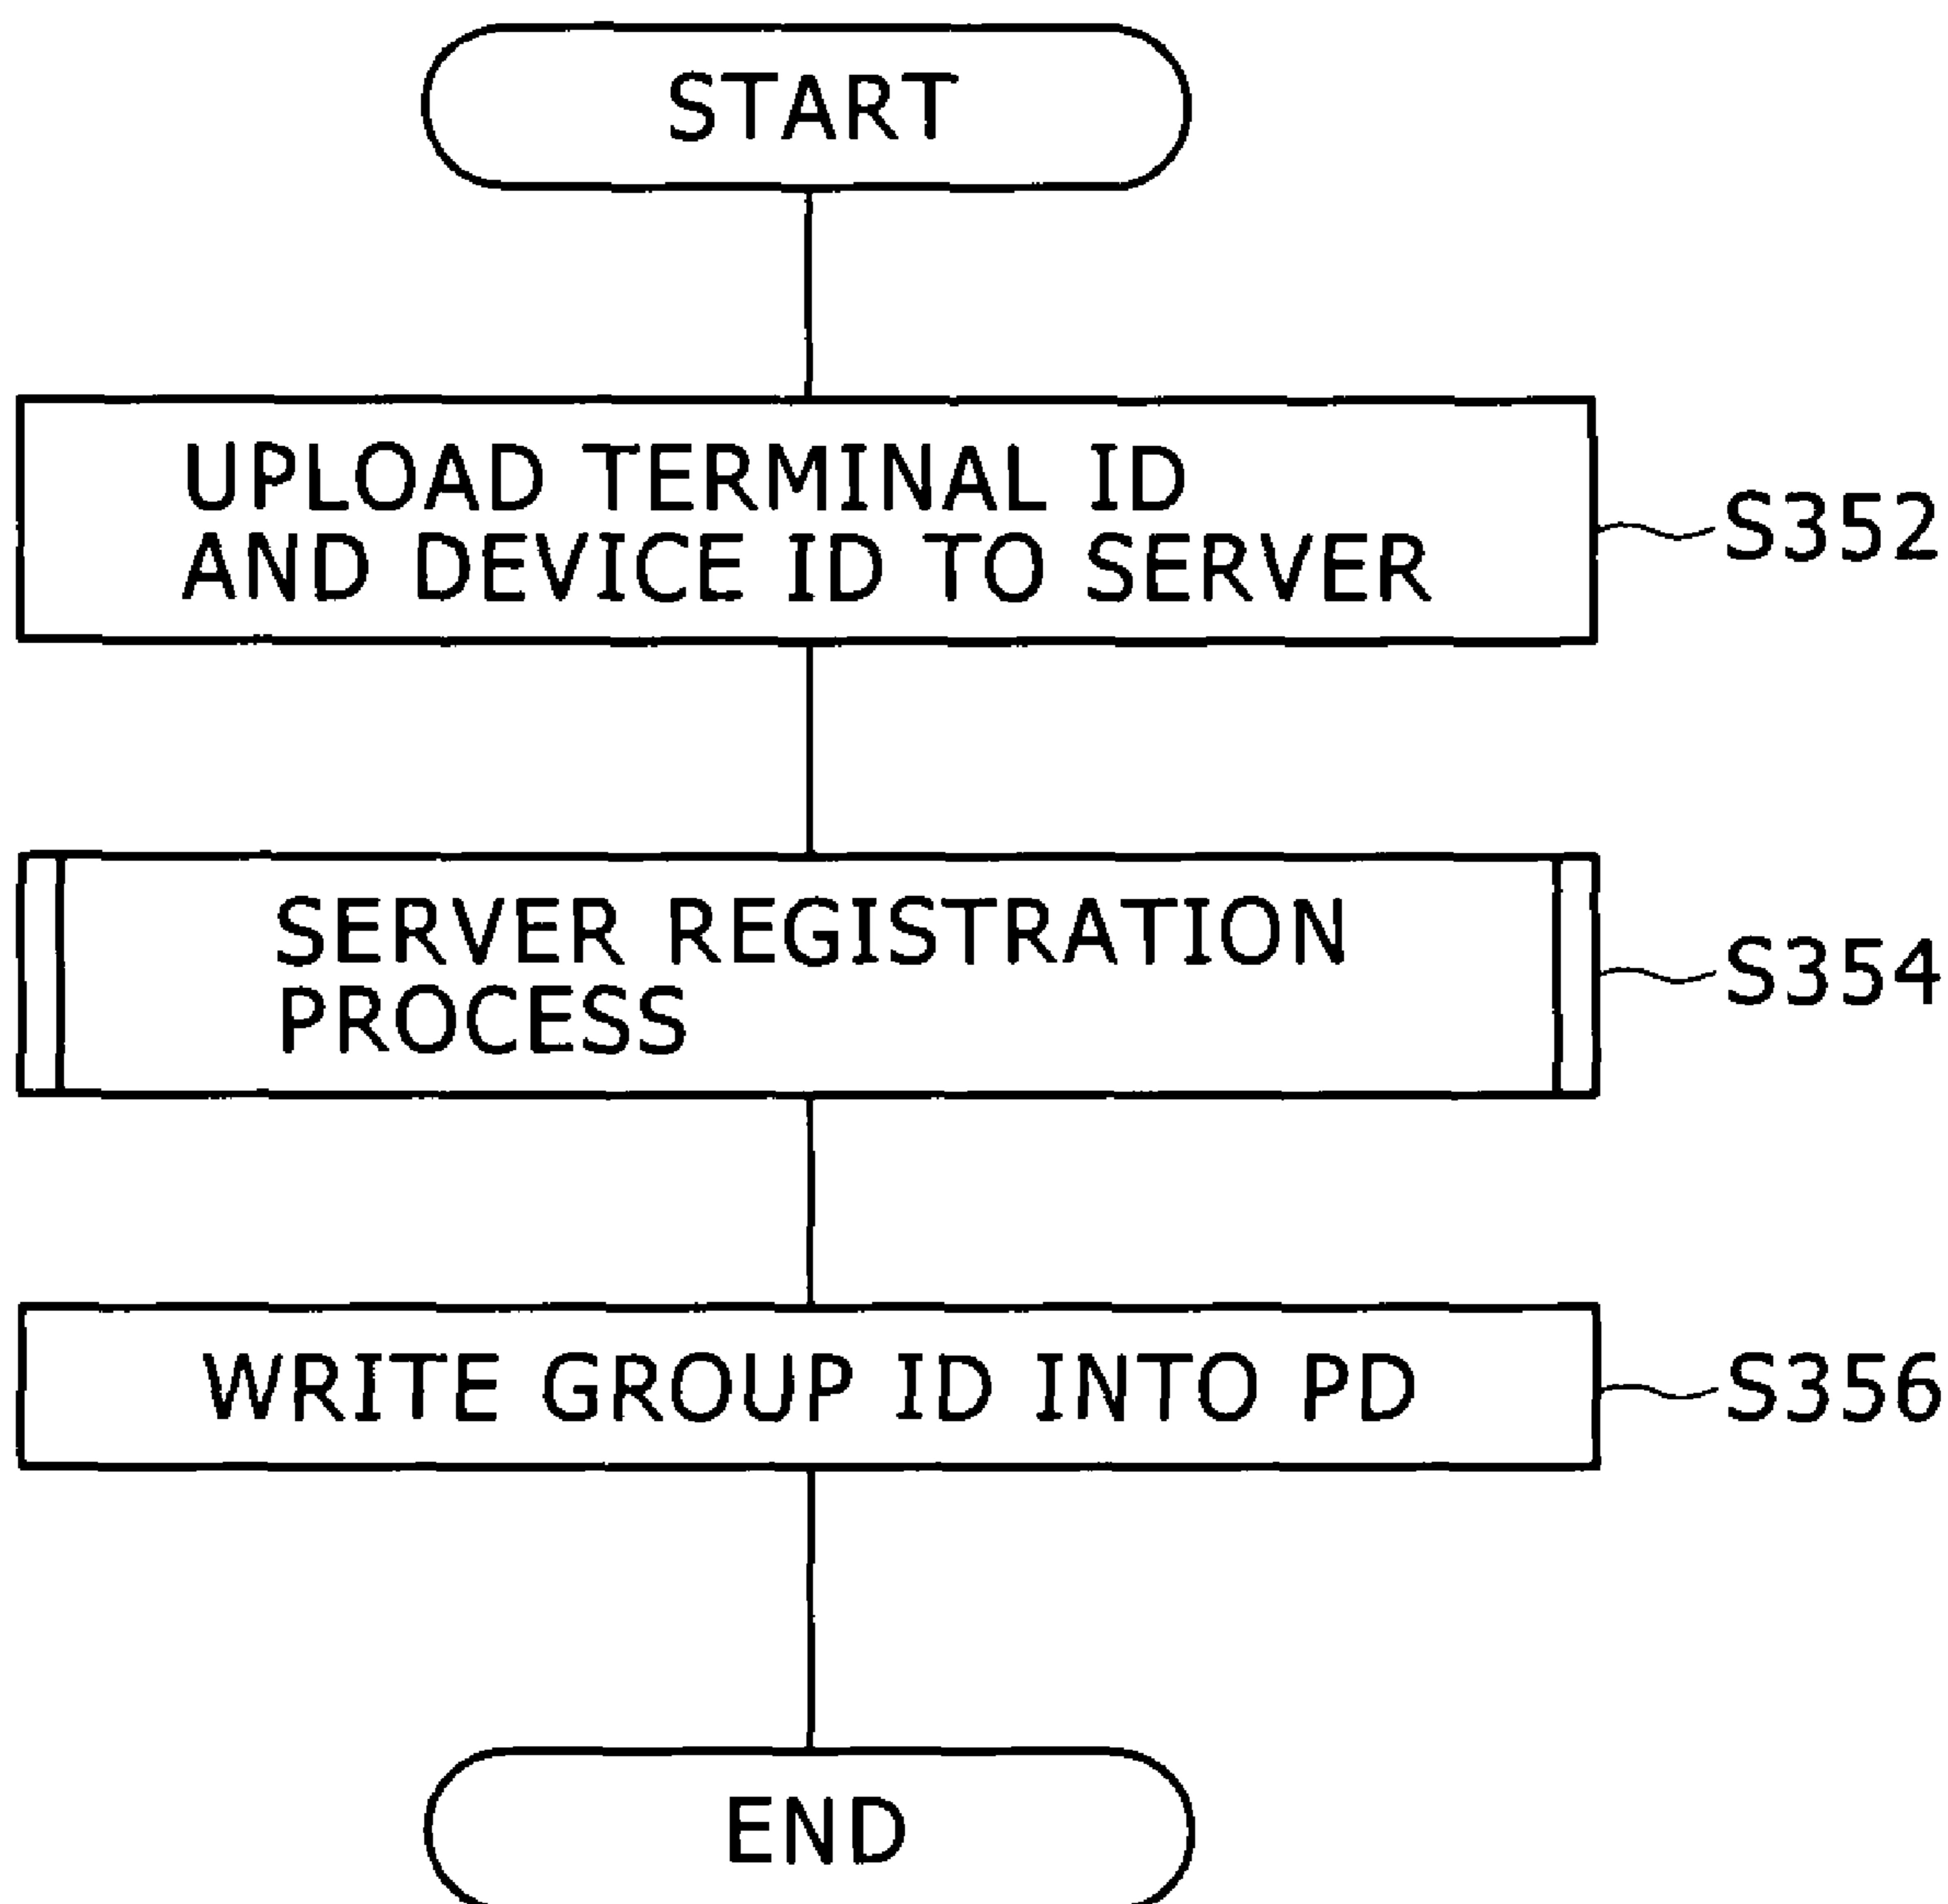 START
UPLOAD TERMINAL ID
AND DEVICE ID TO SERVER
S352
SERVER REGISTRATION
PROCESS
S354
WRITE GROUP ID INTO PD
S356
END